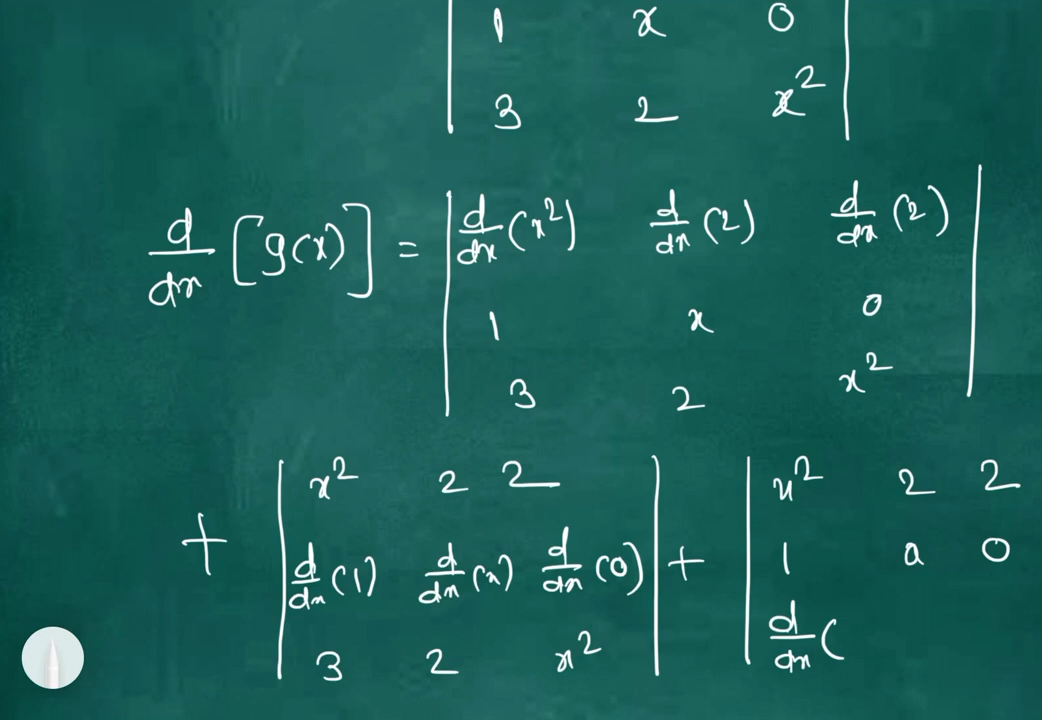 1 x 0
3 2 x²
d/dx [g(x)] = | d/dx (x²) d/dx (2) d/dx (2) |
1 x 0
3 2 x²
+ | x² 2 2 | + | x² 2 2
d/dx (1) d/dx (x) d/dx (0) 1 x 0
3 2 x² d/dx (